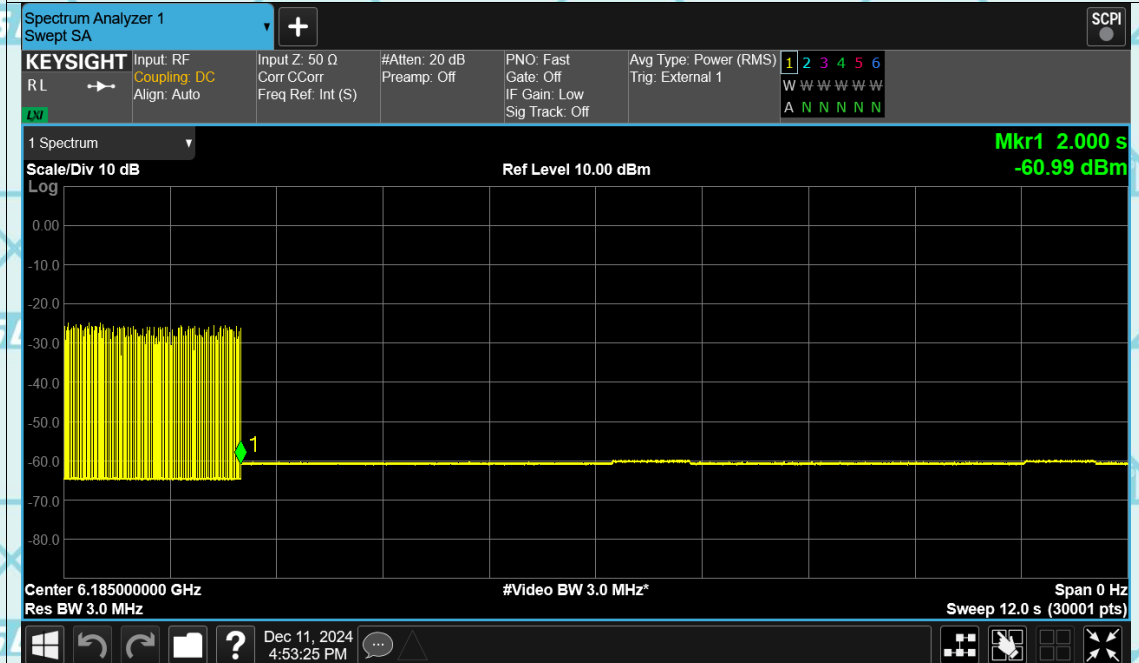 Spectrum Analyzer 1
Swept SA
+
SCPI
KEYSIGHT
R L
LXI
Input: RF
Coupling: DC
Align: Auto
Input Z: 50 Ω
Corr CCorr
Freq Ref: Int (S)
#Atten: 20 dB
Preamp: Off
PNO: Fast
Gate: Off
IF Gain: Low
Sig Track: Off
Avg Type: Power (RMS)
Trig: External 1
1 2 3 4 5 6
W W W W W W
A N N N N N
1 Spectrum
Mkr1 2.000 s
-60.99 dBm
Scale/Div 10 dB
Ref Level 10.00 dBm
Log
0.00
-10.0
-20.0
-30.0
-40.0
-50.0
1
-60.0
-70.0
-80.0
Center 6.185000000 GHz
#Video BW 3.0 MHz*
Span 0 Hz
Res BW 3.0 MHz
Sweep 12.0 s (30001 pts)
?
Dec 11, 2024
4:53:25 PM